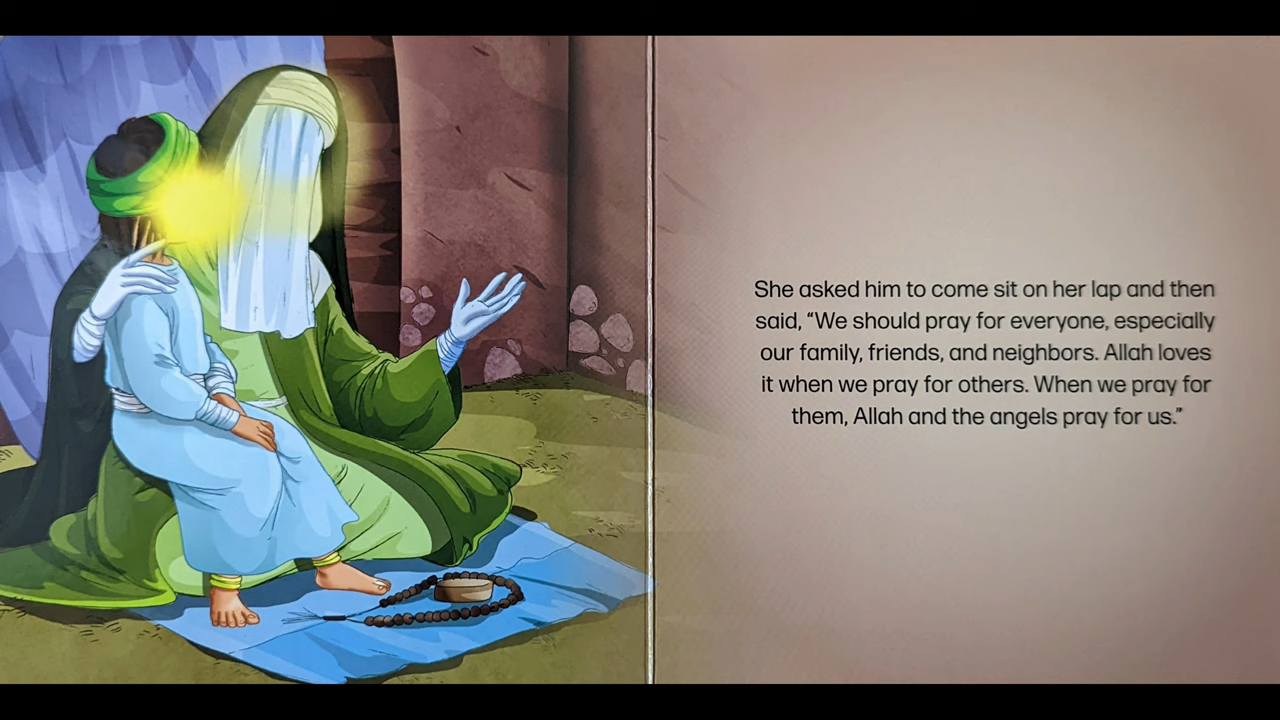 She asked him to come sit on her lap and then
said, “We should pray for everyone, especially
our family, friends, and neighbors. Allah loves
it when we pray for others. When we pray for
them, Allah and the angels pray for us.”